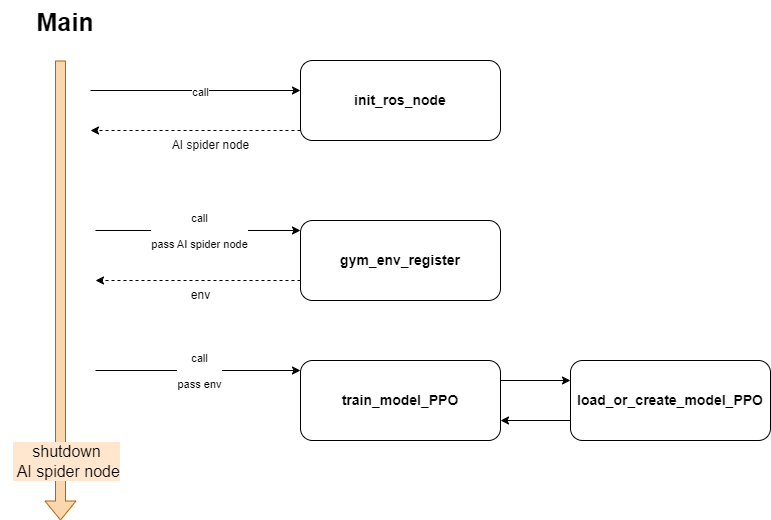 Main
call
init_ros_node
AI spider node
call
pass AI spider node
gym_env_register
env
call
pass env
train_model_PPO
load_or_create_model_PPO
shutdown
AI spider node